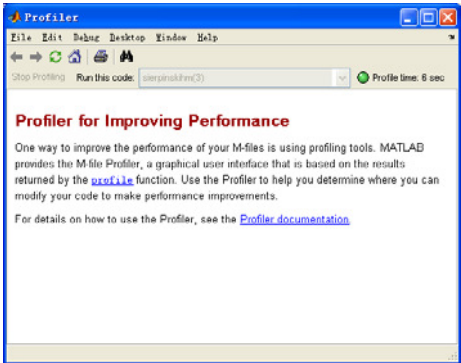 Profiler
File Edit Debug Desktop Window Help
Stop Profiling Run this code: sierpinskihm(3) Profile time: 6 sec
Profiler for Improving Performance
One way to improve the performance of your M-files is using profiling tools. MATLAB
provides the M-file Profiler, a graphical user interface that is based on the results
returned by the profile function. Use the Profiler to help you determine where you can
modify your code to make performance improvements.
For details on how to use the Profiler, see the Profiler documentation